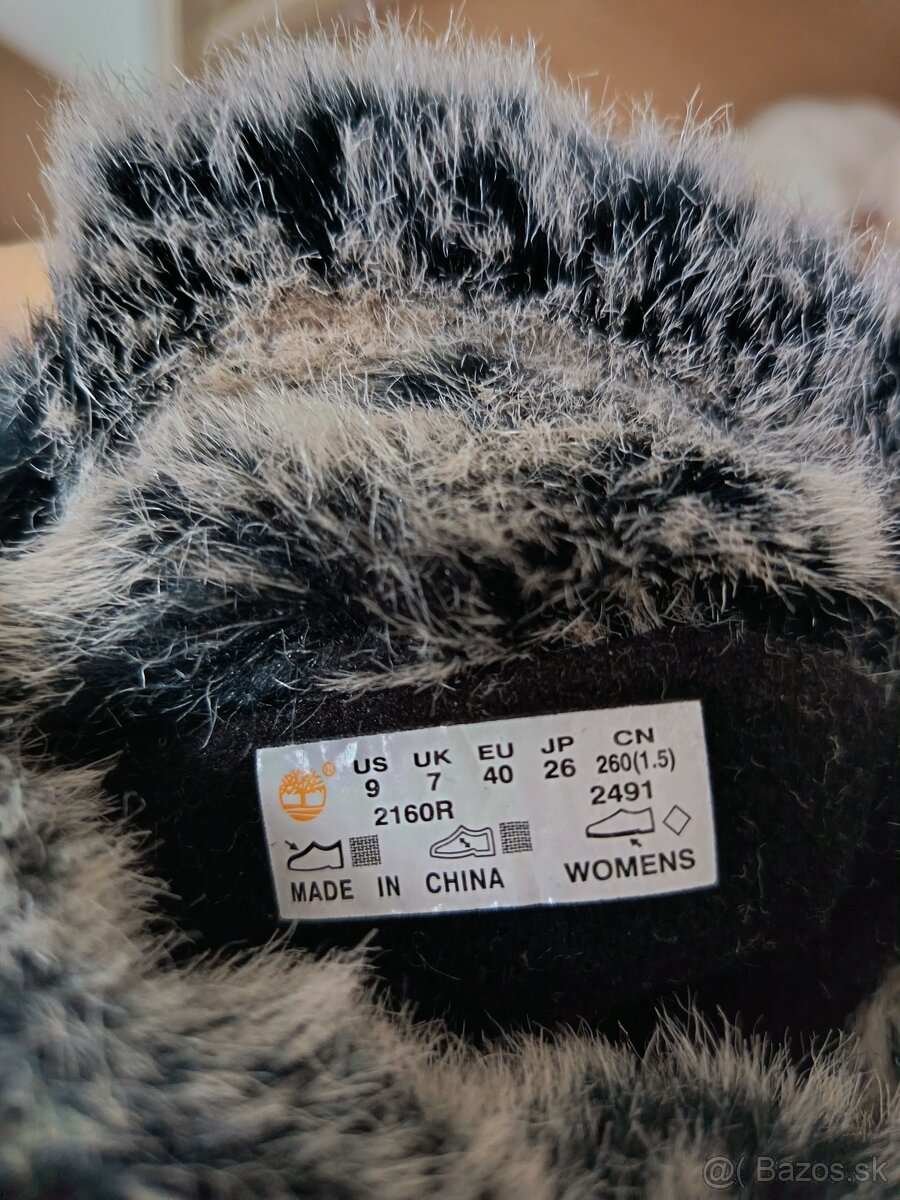 US UK EU JP CN
9 7 40 26 260(1.5)
2160R 2491
MADE IN CHINA WOMENS
@( Bazos.sk